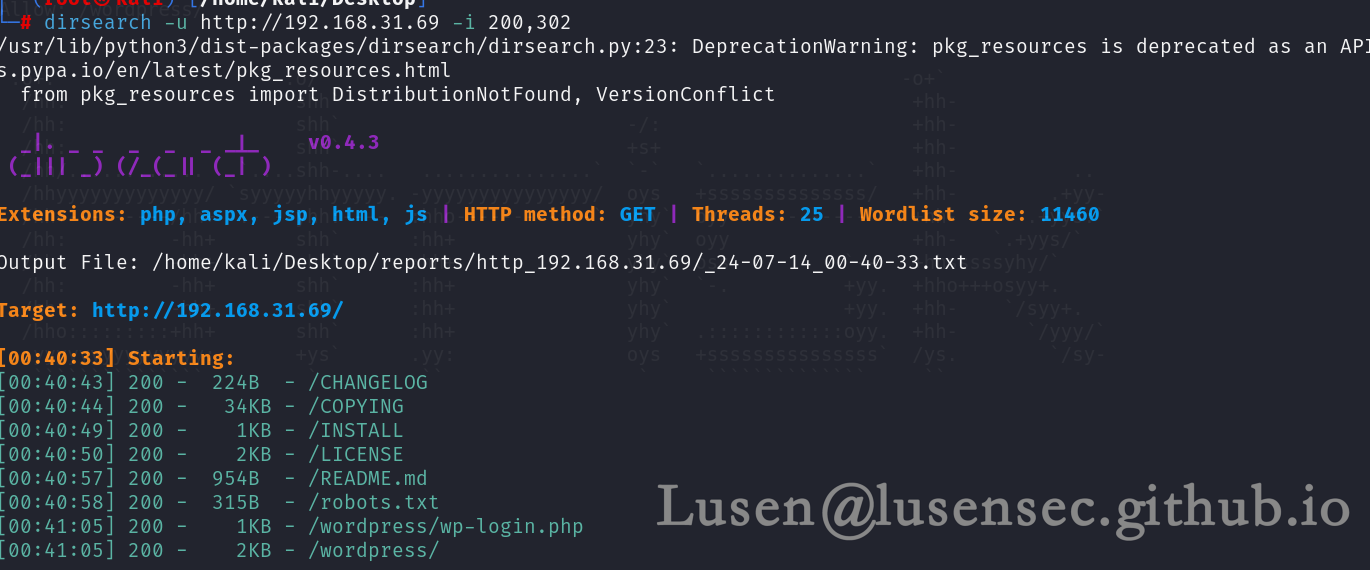 (root㉿kali)-[/home/kali/Desktop]
└─# dirsearch -u http://192.168.31.69 -i 200,302
/usr/lib/python3/dist-packages/dirsearch/dirsearch.py:23: DeprecationWarning: pkg_resources is deprecated as an API
s.pypa.io/en/latest/pkg_resources.html
  from pkg_resources import DistributionNotFound, VersionConflict
v0.4.3
Extensions: php, aspx, jsp, html, js | HTTP method: GET | Threads: 25 | Wordlist size: 11460
Output File: /home/kali/Desktop/reports/http_192.168.31.69/_24-07-14_00-40-33.txt
Target: http://192.168.31.69/
[00:40:33] Starting:
[00:40:43] 200 -  224B  - /CHANGELOG
[00:40:44] 200 -   34KB - /COPYING
[00:40:49] 200 -    1KB - /INSTALL
[00:40:50] 200 -    2KB - /LICENSE
[00:40:57] 200 -  954B  - /README.md
[00:40:58] 200 -  315B  - /robots.txt
[00:41:05] 200 -    1KB - /wordpress/wp-login.php
[00:41:05] 200 -    2KB - /wordpress/
Lusen@lusensec.github.io